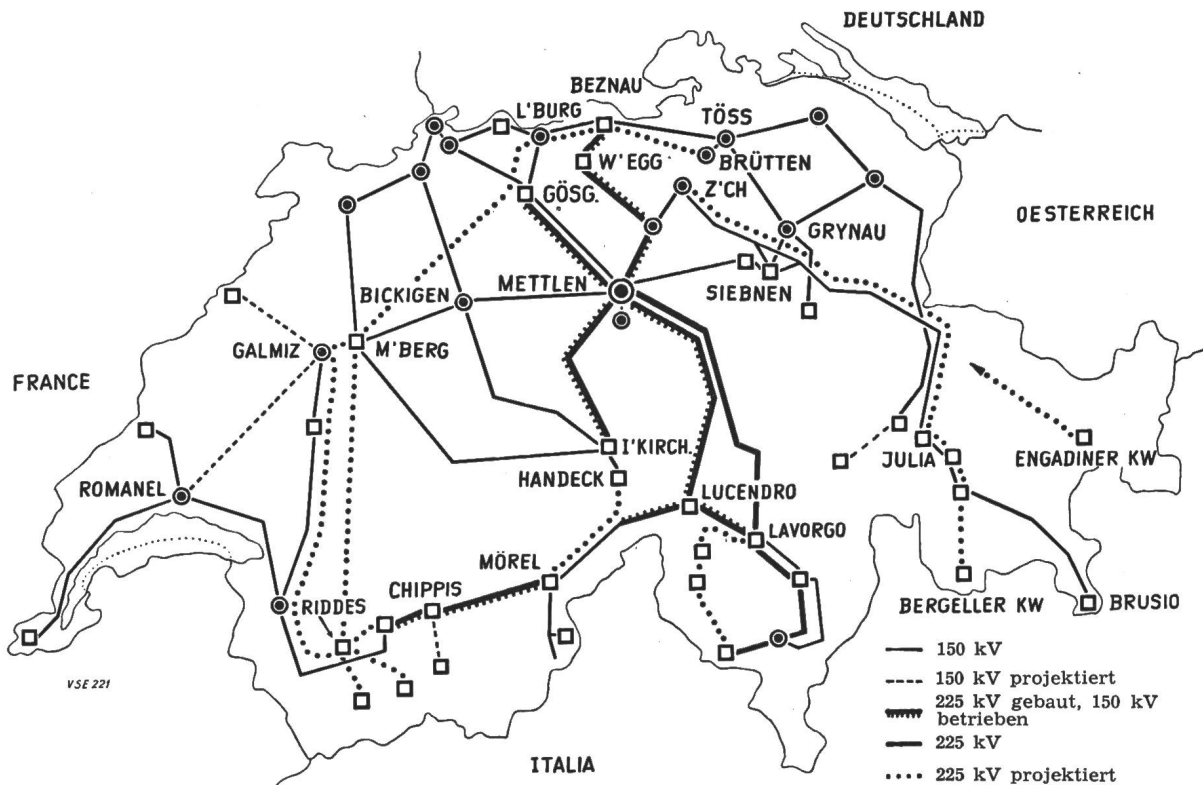 DEUTSCHLAND
BEZNAU
L'BURG
TÖSS
W'EGG
BRÜTTEN
GÖSG.
Z'CH
OESTERREICH
GRYNAU
METTLEN
SIEBNEN
BICKIGEN
GALMIZ
M'BERG
FRANCE
I'KIRCH.
JULIA
ENGADINER KW
HANDECK
ROMANEL
LUCENDRO
LAVORGO
MÖREL
CHIPPIS
RIDDES
BERGELLER KW
BRUSIO
VSE 221
ITALIA
150 kV
150 kV projektiert
225 kV gebaut, 150 kV
betrieben
225 kV
225 kV projektiert